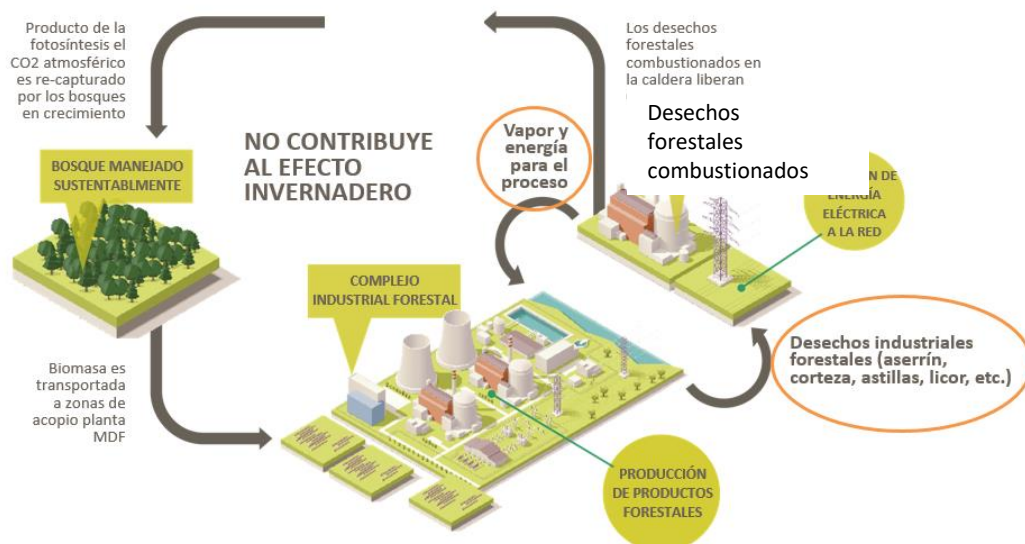 Producto de la
fotosíntesis el
CO2 atmosférico
es re-capturado
por los bosques
en crecimiento
BOSQUE MANEJADO
SUSTENTABLMENTE
NO CONTRIBUYE
AL EFECTO
INVERNADERO
Vapor y
energía
para el
proceso
Los desechos
forestales
combustionados en
la caldera liberan
Desechos
forestales
combustionados
DE
ENERGÍA
ELÉCTRICA
A LA RED
COMPLEJO
INDUSTRIAL FORESTAL
Desechos industriales
forestales (aserrín,
corteza, astillas, licor, etc.)
Biomasa es
transportada
a zonas de
acopio planta
MDF
PRODUCCIÓN
DE PRODUCTOS
FORESTALES